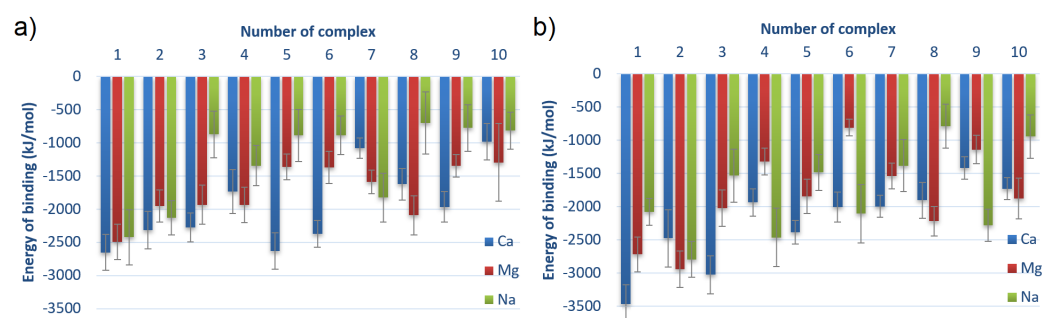 a)
Number of complex
1 2 3 4 5 6 7 8 9 10
0
-500
-1000
-1500
-2000
-2500
-3000
-3500
Energy of binding (kJ/mol)
Ca
Mg
Na
b)
Number of complex
1 2 3 4 5 6 7 8 9 10
0
-500
-1000
-1500
-2000
-2500
-3000
-3500
Energy of binding (kJ/mol)
Ca
Mg
Na